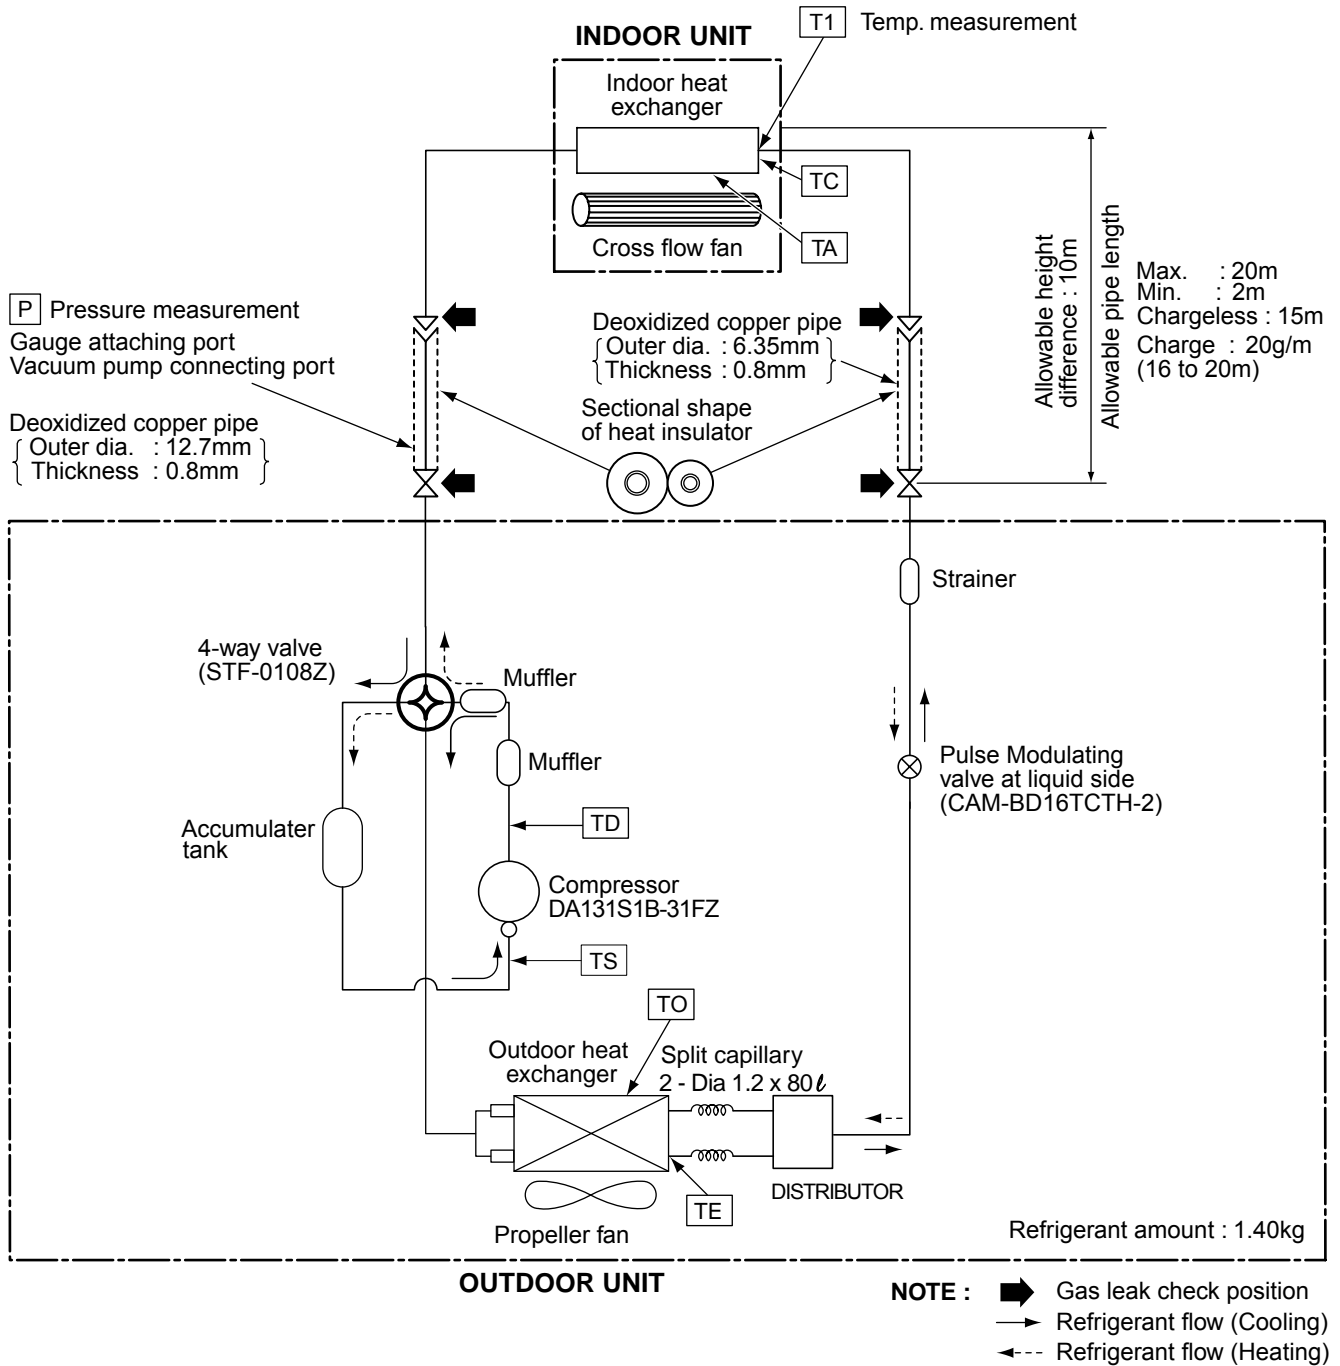 T1 Temp. measurement
INDOOR UNIT
Indoor heat
exchanger
TC
Cross flow fan
TA
P Pressure measurement
Gauge attaching port
Vacuum pump connecting port
Deoxidized copper pipe
Outer dia. : 12.7mm
Thickness : 0.8mm
Deoxidized copper pipe
Outer dia. : 6.35mm
Thickness : 0.8mm
Sectional shape
of heat insulator
Allowable height
difference : 10m
Allowable pipe length
Max. : 20m
Min. : 2m
Chargeless : 15m
Charge : 20g/m
(16 to 20m)
Strainer
4-way valve
(STF-0108Z)
Muffler
Muffler
Pulse Modulating
valve at liquid side
(CAM-BD16TCTH-2)
TD
Accumulater
tank
Compressor
DA131S1B-31FZ
TS
TO
Outdoor heat
exchanger
Split capillary
2 - Dia 1.2 x 80ℓ
TE
DISTRIBUTOR
Propeller fan
Refrigerant amount : 1.40kg
OUTDOOR UNIT
NOTE : Gas leak check position
Refrigerant flow (Cooling)
Refrigerant flow (Heating)